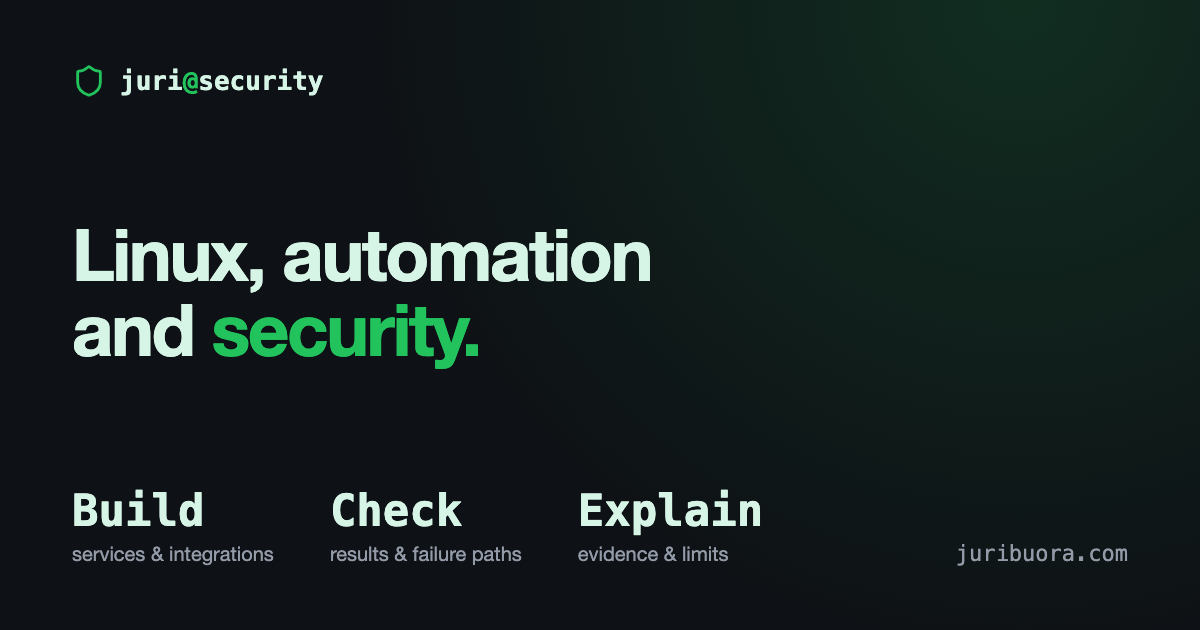 juri@security
Linux, automation
and security.
Build
services & integrations
Check
results & failure paths
Explain
evidence & limits
juribuora.com